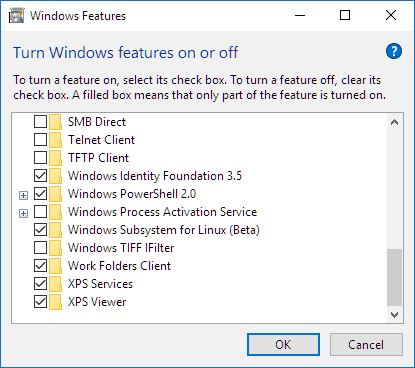 Windows Features
Turn Windows features on or off
?
To turn a feature on, select its check box. To turn a feature off, clear its
check box. A filled box means that only part of the feature is turned on.
SMB Direct
Telnet Client
TFTP Client
Windows Identity Foundation 3.5
Windows PowerShell 2.0
Windows Process Activation Service
Windows Subsystem for Linux (Beta)
Windows TIFF IFilter
Work Folders Client
XPS Services
XPS Viewer
OK Cancel